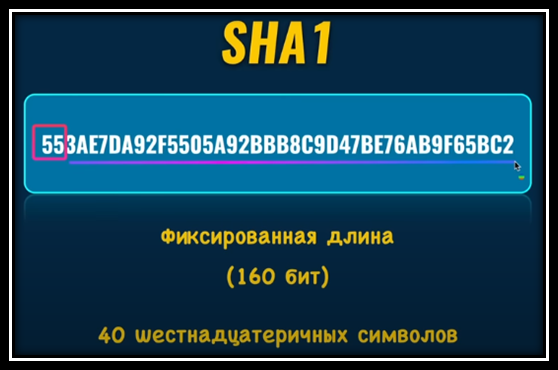 SHA1
553AE7DA92F5505A92BBB8C9D47BE76AB9F65BC2
Фиксированная длина
(160 бит)
40 шестнадцатеричных символов